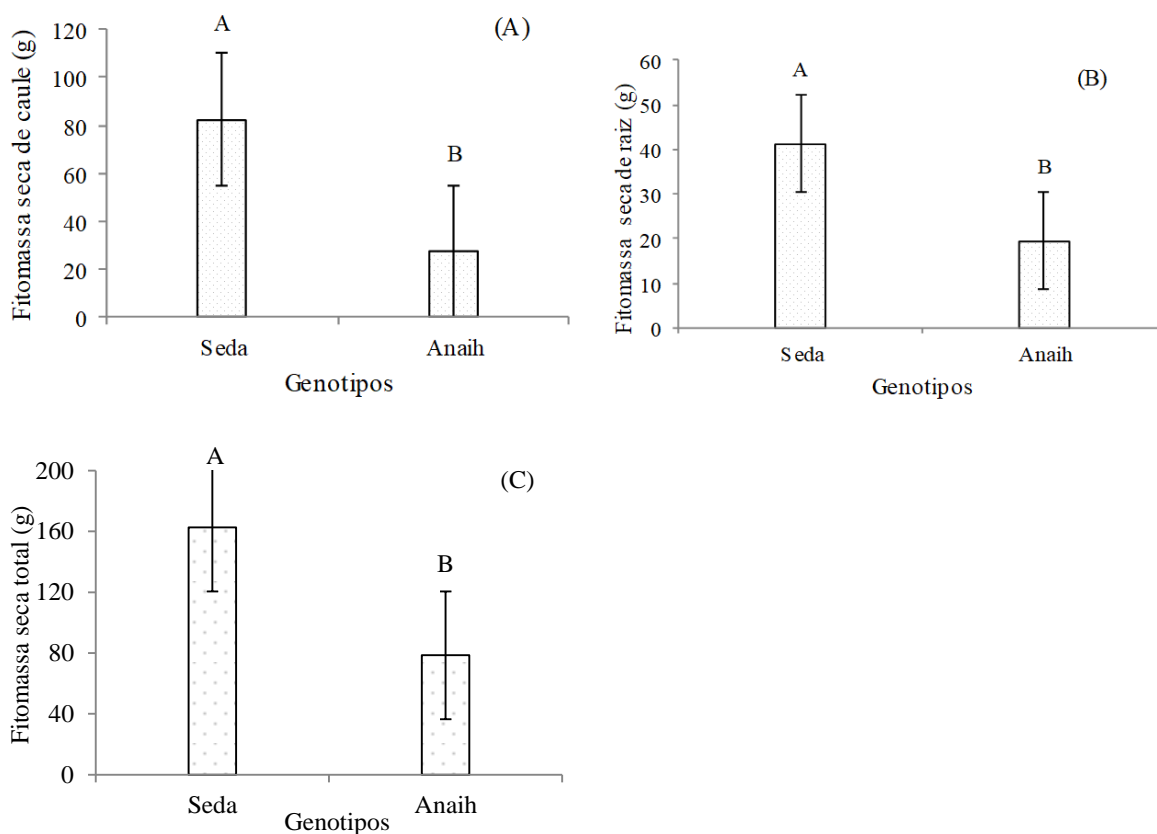 (A)
Fitomassa seca de caule (g)
120
100
80
60
40
20
0
A
B
Seda Anaih
Genotipos
(B)
Fitomassa seca de raiz (g)
60
50
40
30
20
10
0
A
B
Seda Anaih
Genotipos
(C)
Fitomassa seca total (g)
200
160
120
80
40
0
A
B
Seda Anaih
Genotipos